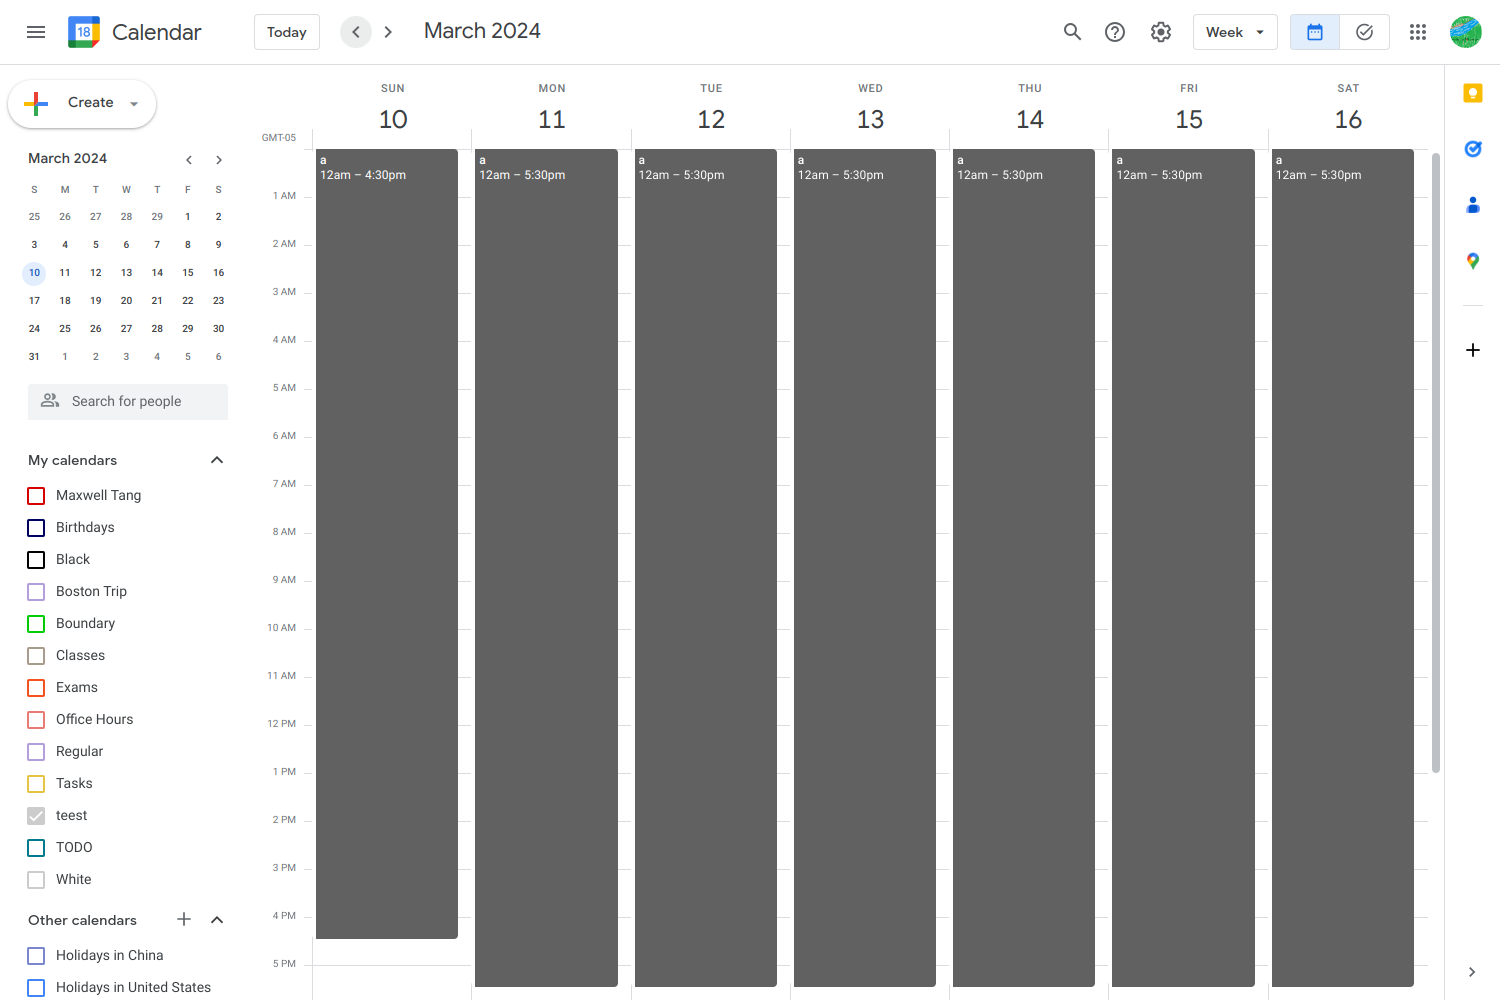 18 Calendar Today March 2024 Week
Create
March 2024
S M T W T F S
25 26 27 28 29 1 2
3 4 5 6 7 8 9
10 11 12 13 14 15 16
17 18 19 20 21 22 23
24 25 26 27 28 29 30
31 1 2 3 4 5 6
Search for people
My calendars
Maxwell Tang
Birthdays
Black
Boston Trip
Boundary
Classes
Exams
Office Hours
Regular
Tasks
teest
TODO
White
Other calendars
Holidays in China
Holidays in United States
SUN MON TUE WED THU FRI SAT
10 11 12 13 14 15 16
GMT-05
a a a a a a a
12am – 4:30pm 12am – 5:30pm 12am – 5:30pm 12am – 5:30pm 12am – 5:30pm 12am – 5:30pm 12am – 5:30pm
1 AM
2 AM
3 AM
4 AM
5 AM
6 AM
7 AM
8 AM
9 AM
10 AM
11 AM
12 PM
1 PM
2 PM
3 PM
4 PM
5 PM